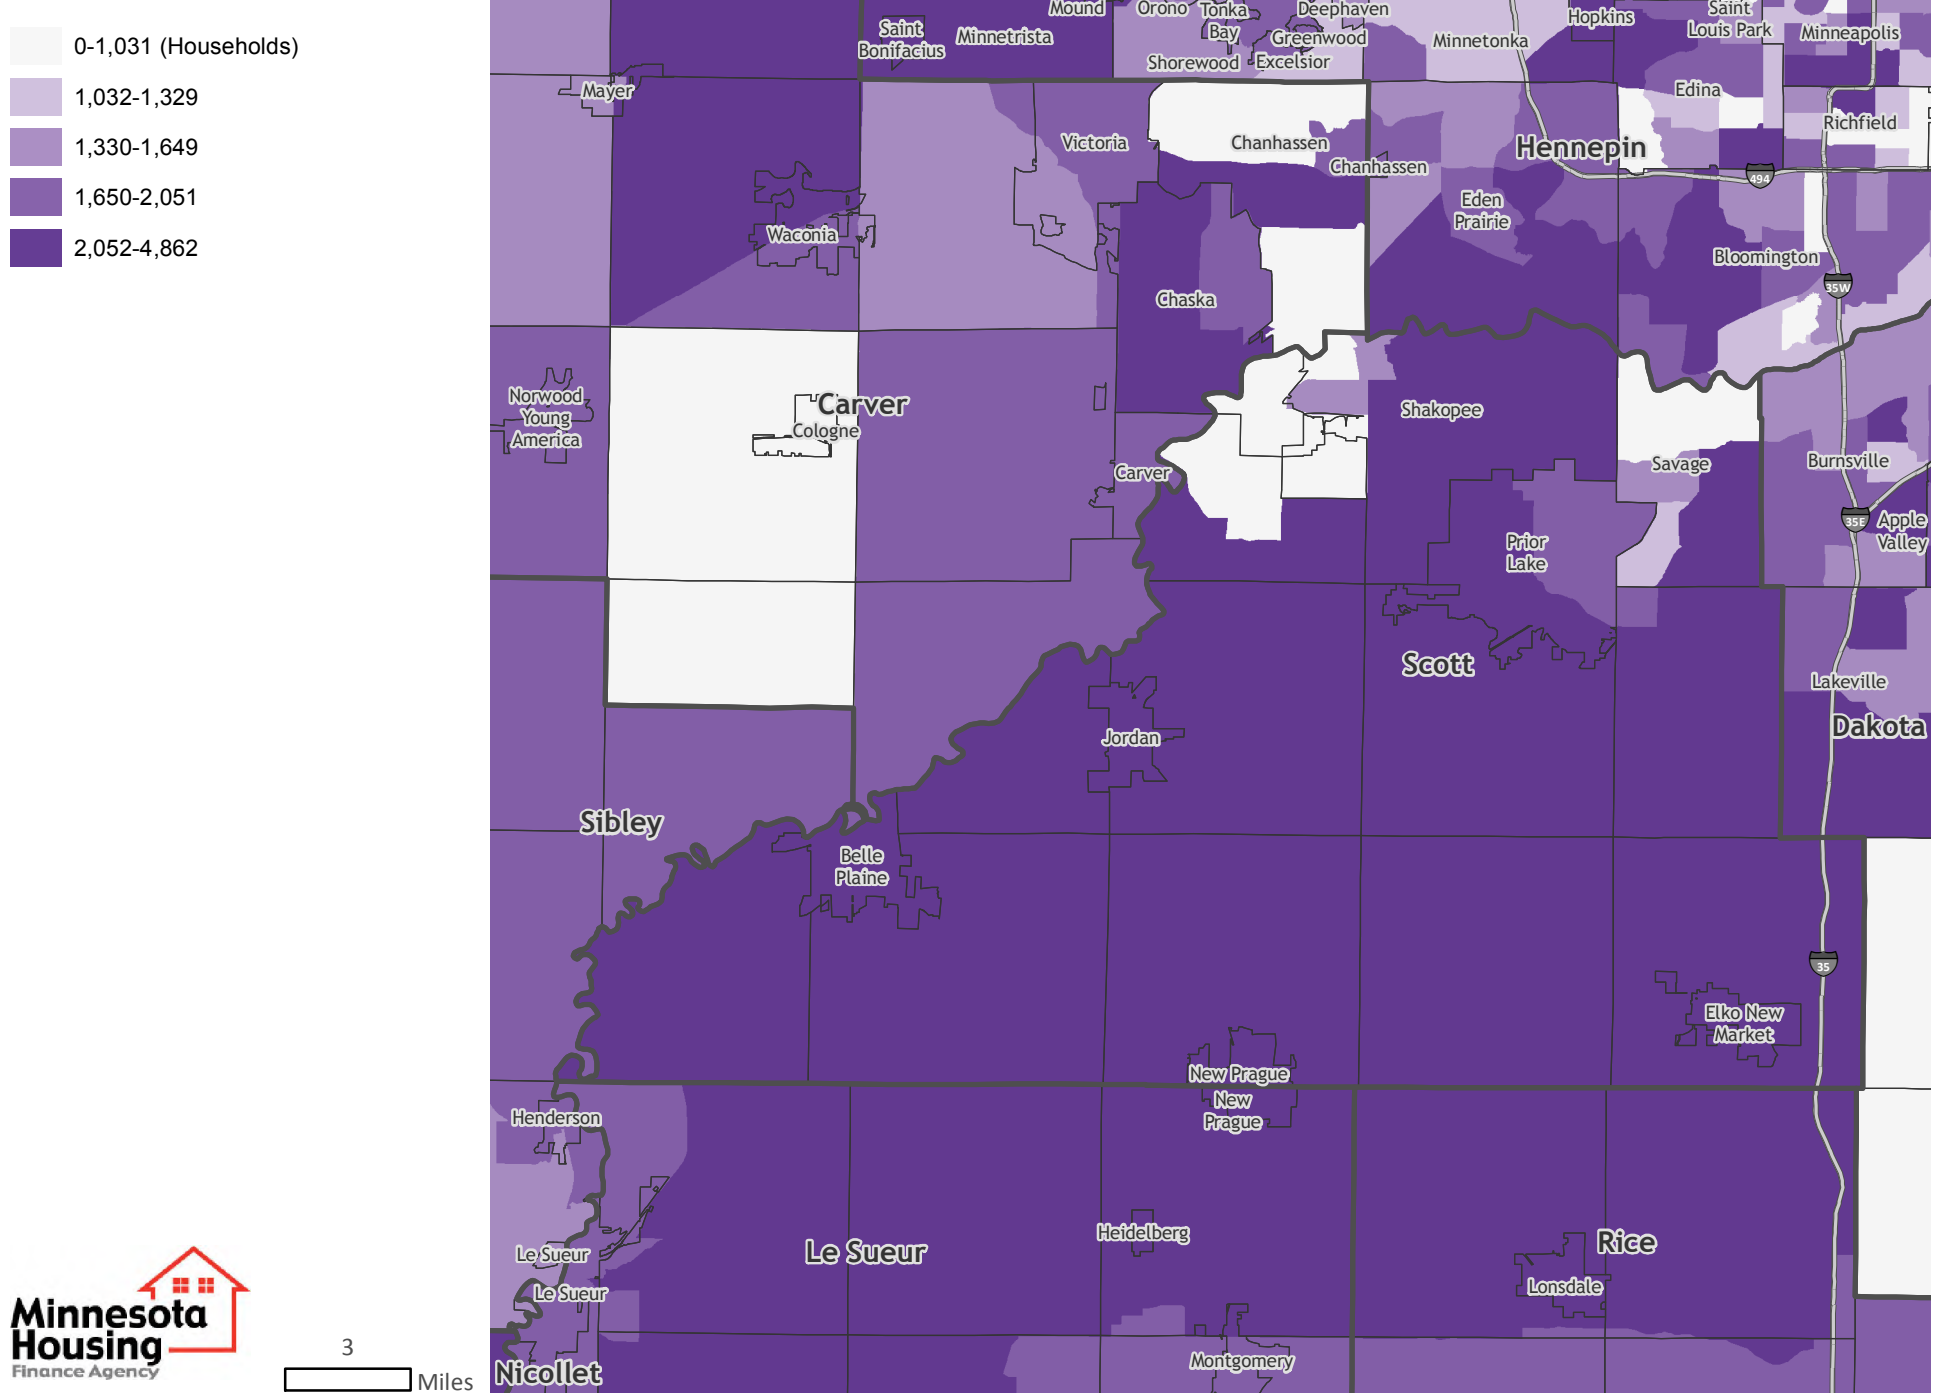 0-1,031 (Households)
1,032-1,329
1,330-1,649
1,650-2,051
2,052-4,862
Mound
Orono
Tonka
Bay
Deephaven
Greenwood
Excelsior
Shorewood
Saint
Bonifacius
Minnetrista
Minnetonka
Hopkins
Saint
Louis Park
Minneapolis
Mayer
Edina
Richfield
Victoria
Chanhassen
Chanhassen
Hennepin
494
Eden
Prairie
Waconia
Bloomington
35W
Chaska
Norwood
Young
America
Carver
Cologne
Shakopee
Carver
Savage
Burnsville
35E
Apple
Valley
Prior
Lake
Scott
Lakeville
Dakota
Jordan
Sibley
Belle
Plaine
35
Elko New
Market
New Prague
New
Prague
Henderson
Le Sueur
Le Sueur
Le Sueur
Heidelberg
Rice
Lonsdale
Montgomery
Nicollet
Minnesota
Housing
Finance Agency
3
Miles